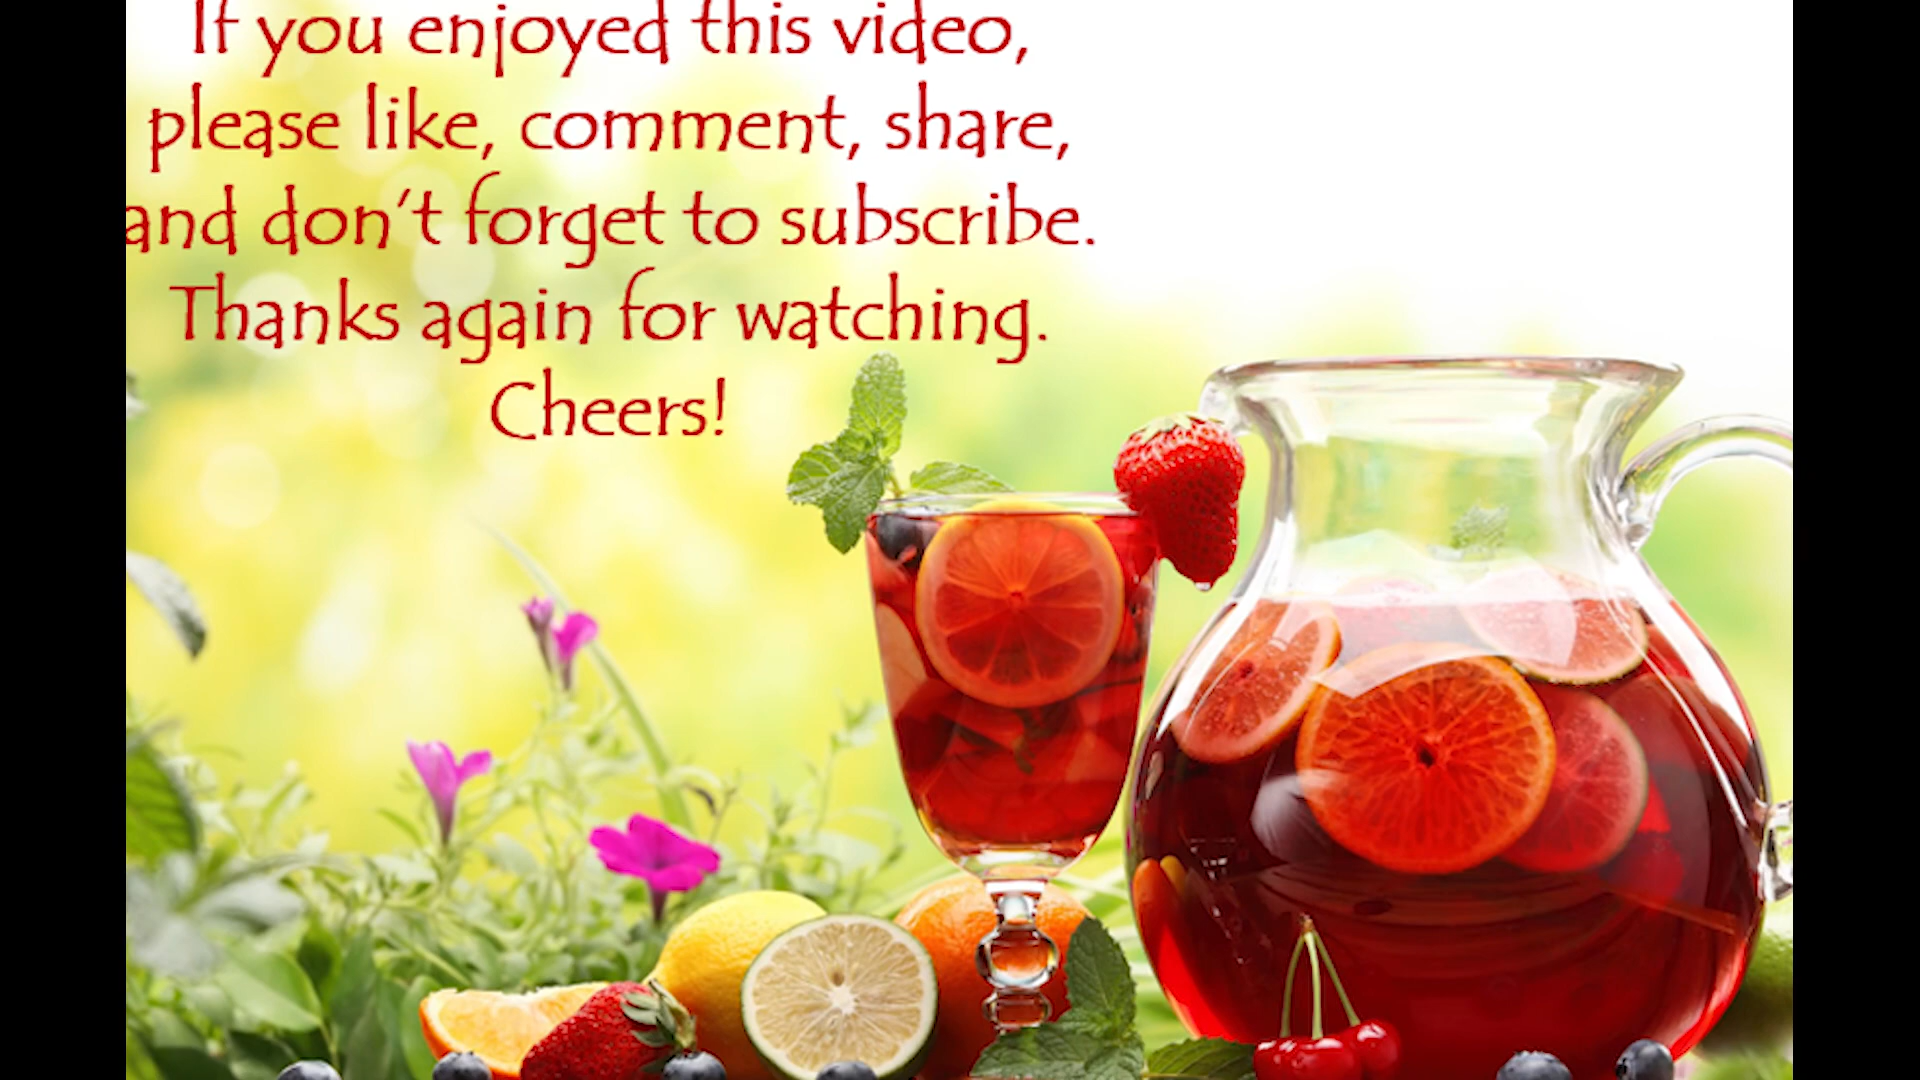 If you enjoyed this video,
please like, comment, share,
and don't forget to subscribe.
Thanks again for watching.
Cheers!